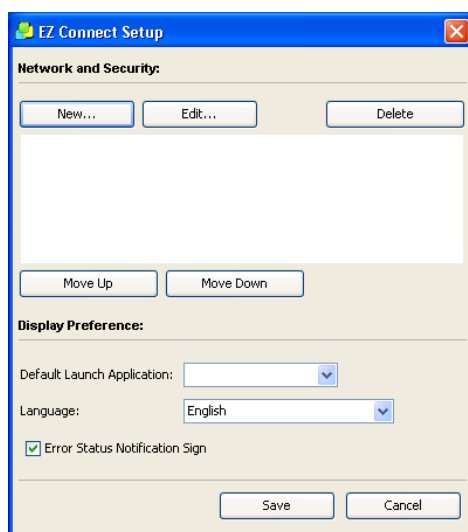 EZ Connect Setup
Network and Security:
New... Edit... Delete
Move Up Move Down
Display Preference:
Default Launch Application:
Language: English
Error Status Notification Sign
Save Cancel